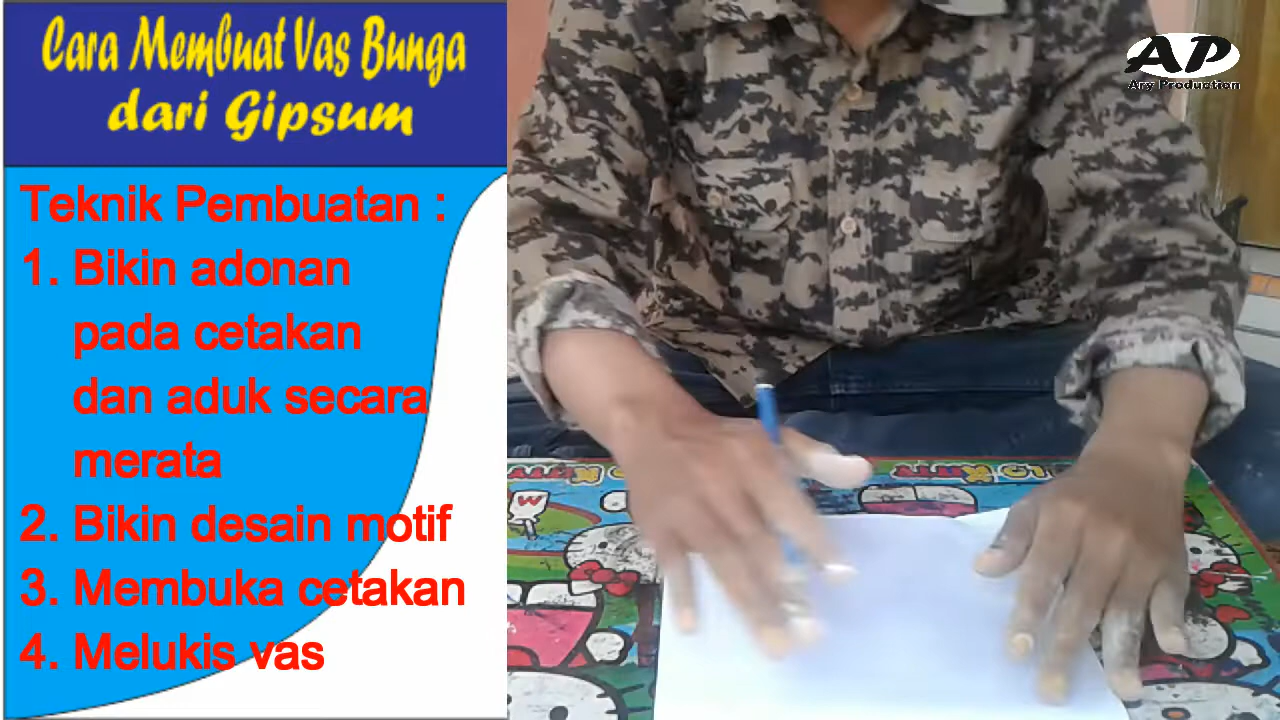 Cara Membuat Vas Bunga
dari Gipsum
Teknik Pembuatan :
1. Bikin adonan
pada cetakan
dan aduk secara
merata
2. Bikin desain motif
3. Membuka cetakan
4. Melukis vas
AP
Ary Production